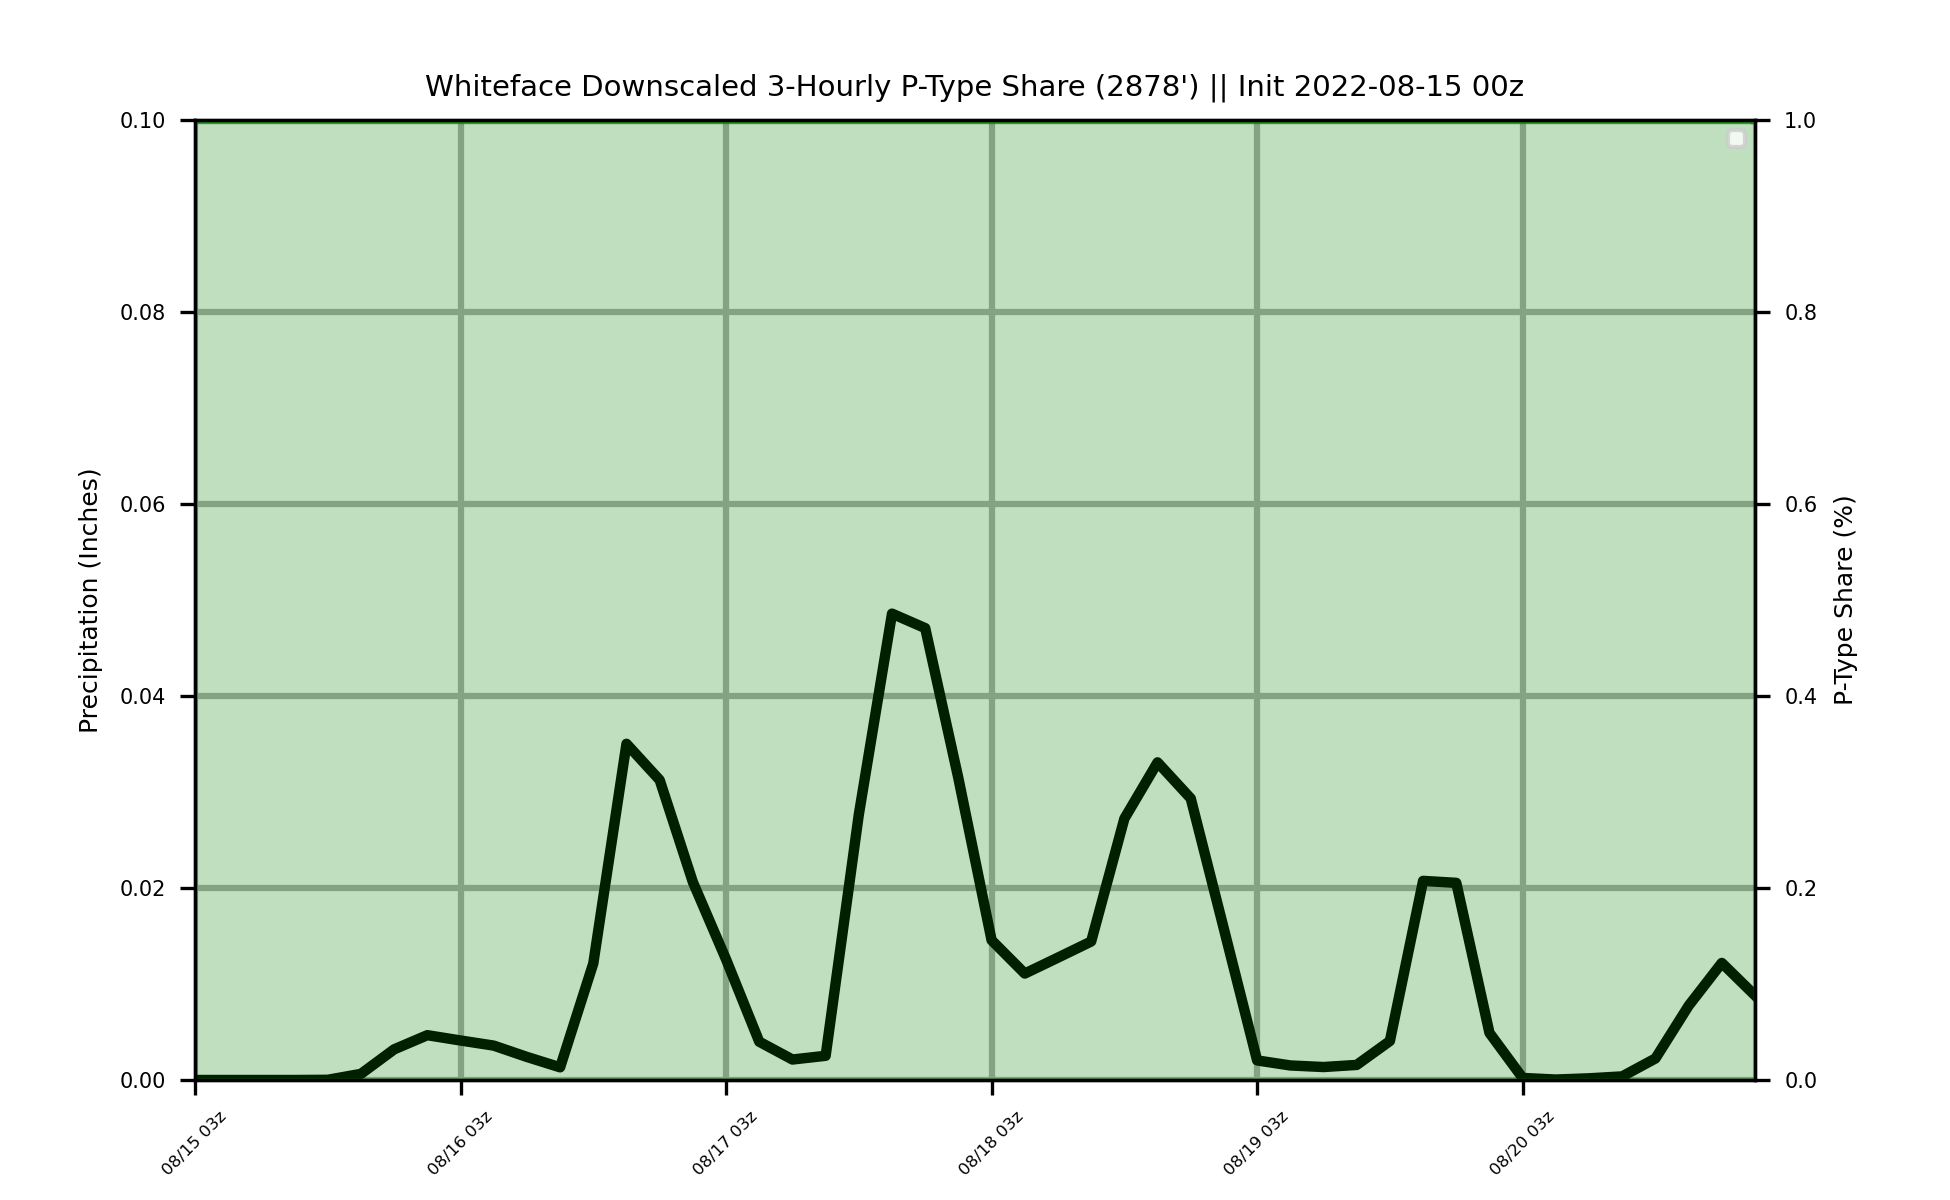 Whiteface Downscaled 3-Hourly P-Type Share (2878') || Init 2022-08-15 00z
0.10
0.08
0.06
0.04
0.02
0.00
Precipitation (Inches)
1.0
0.8
0.6
0.4
0.2
0.0
P-Type Share (%)
08/15 03z
08/16 03z
08/17 03z
08/18 03z
08/19 03z
08/20 03z